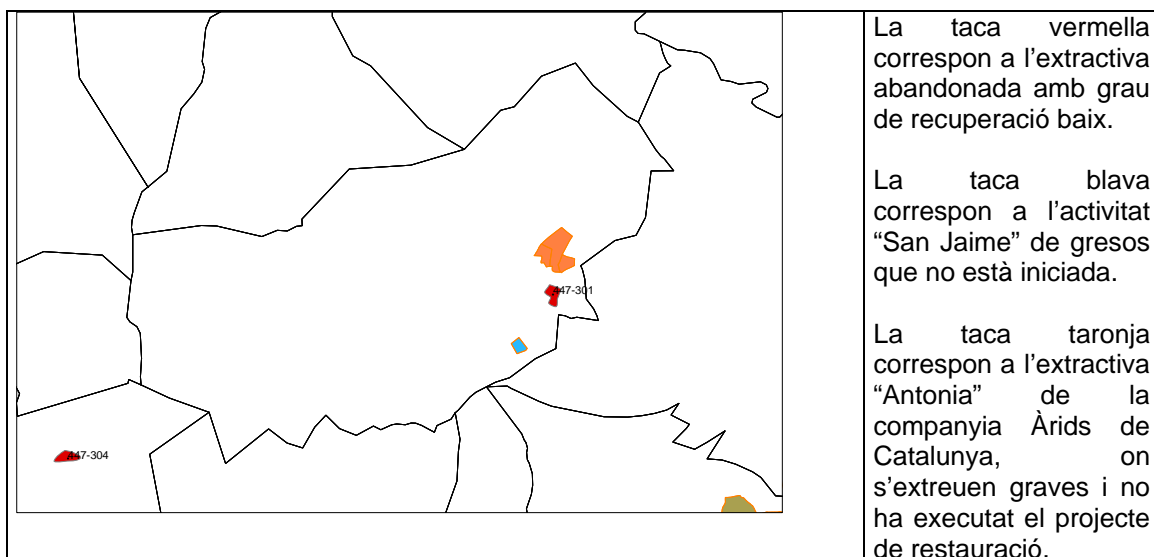 447-301
447-304
La taca vermella
correspon a l’extractiva
abandonada amb grau
de recuperació baix.
La taca blava
correspon a l’activitat
“San Jaime” de gresos
que no està iniciada.
La taca taronja
correspon a l’extractiva
“Antonia” de la
companyia Àrids de
Catalunya, on
s’extreuen graves i no
ha executat el projecte
de restauració.